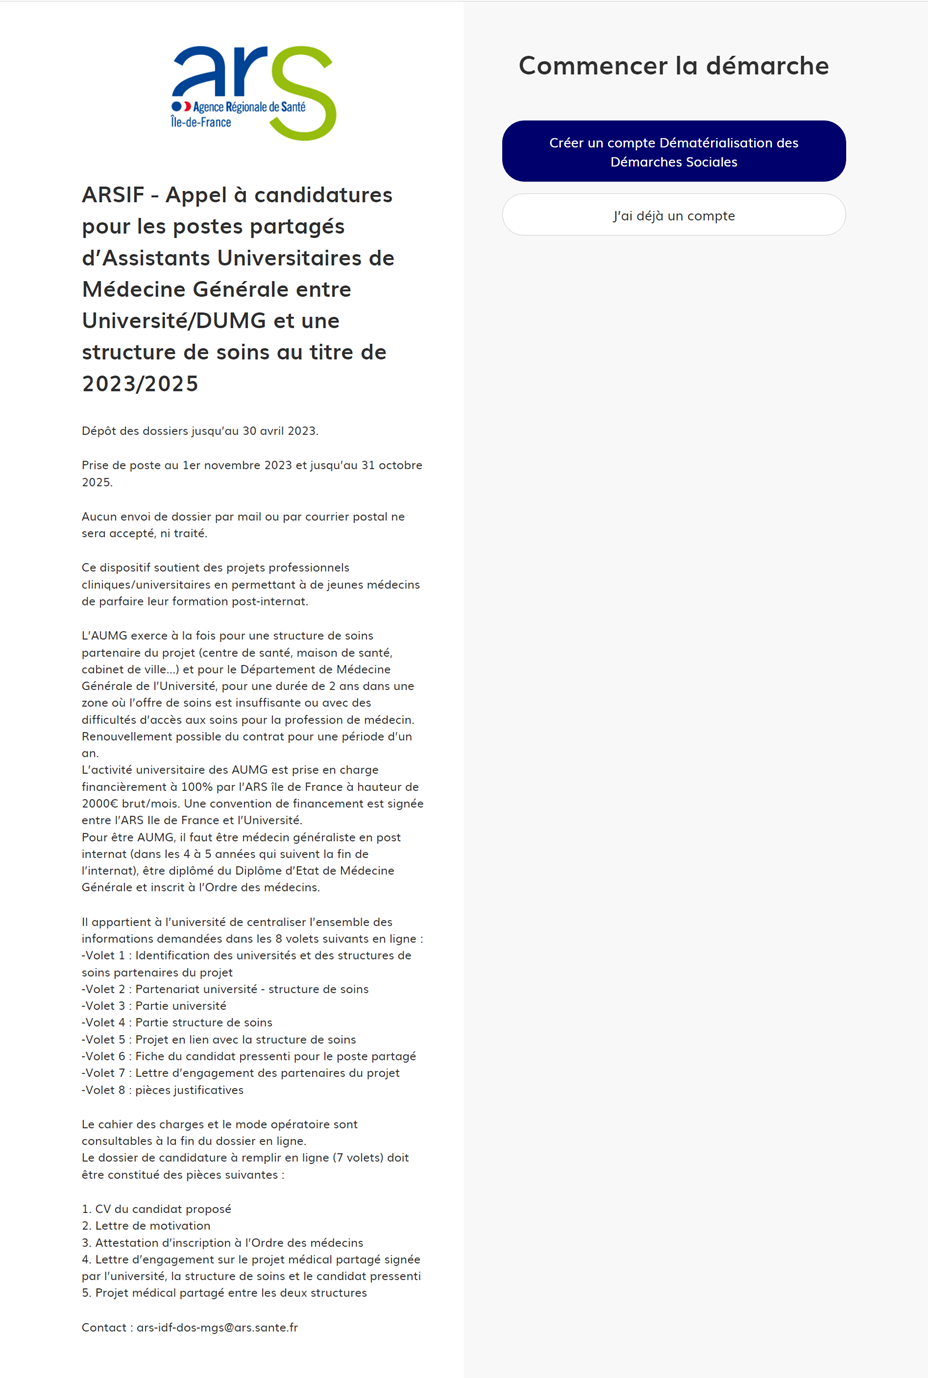 ars
Agence Régionale de Santé
Île-de-France
ARSIF - Appel à candidatures
pour les postes partagés
d'Assistants Universitaires de
Médecine Générale entre
Université/DUMG et une
structure de soins au titre de
2023/2025
Dépôt des dossiers jusqu'au 30 avril 2023.
Prise de poste au 1er novembre 2023 et jusqu'au 31 octobre
2025.
Aucun envoi de dossier par mail ou par courrier postal ne
sera accepté, ni traité.
Ce dispositif soutient des projets professionnels
cliniques/universitaires en permettant à de jeunes médecins
de parfaire leur formation post-internat.
L'AUMG exerce à la fois pour une structure de soins
partenaire du projet (centre de santé, maison de santé,
cabinet de ville...) et pour le Département de Médecine
Générale de l'Université, pour une durée de 2 ans dans une
zone où l'offre de soins est insuffisante ou avec des
difficultés d'accès aux soins pour la profession de médecin.
Renouvellement possible du contrat pour une période d'un
an.
L'activité universitaire des AUMG est prise en charge
financièrement à 100% par l'ARS île de France à hauteur de
2000€ brut/mois. Une convention de financement est signée
entre l'ARS Ile de France et l'Université.
Pour être AUMG, il faut être médecin généraliste en post
internat (dans les 4 à 5 années qui suivent la fin de
l'internat), être diplômé du Diplôme d'Etat de Médecine
Générale et inscrit à l'Ordre des médecins.
Il appartient à l'université de centraliser l'ensemble des
informations demandées dans les 8 volets suivants en ligne :
-Volet 1 : Identification des universités et des structures de
soins partenaires du projet
-Volet 2 : Partenariat université - structure de soins
-Volet 3 : Partie université
-Volet 4 : Partie structure de soins
-Volet 5 : Projet en lien avec la structure de soins
-Volet 6 : Fiche du candidat pressenti pour le poste partagé
-Volet 7 : Lettre d'engagement des partenaires du projet
-Volet 8 : pièces justificatives
Le cahier des charges et le mode opératoire sont
consultables à la fin du dossier en ligne.
Le dossier de candidature à remplir en ligne (7 volets) doit
être constitué des pièces suivantes :
1. CV du candidat proposé
2. Lettre de motivation
3. Attestation d'inscription à l'Ordre des médecins
4. Lettre d'engagement sur le projet médical partagé signée
par l'université, la structure de soins et le candidat pressenti
5. Projet médical partagé entre les deux structures
Contact : ars-idf-dos-mgs@ars.sante.fr
Commencer la démarche
Créer un compte Dématérialisation des
Démarches Sociales
J'ai déjà un compte